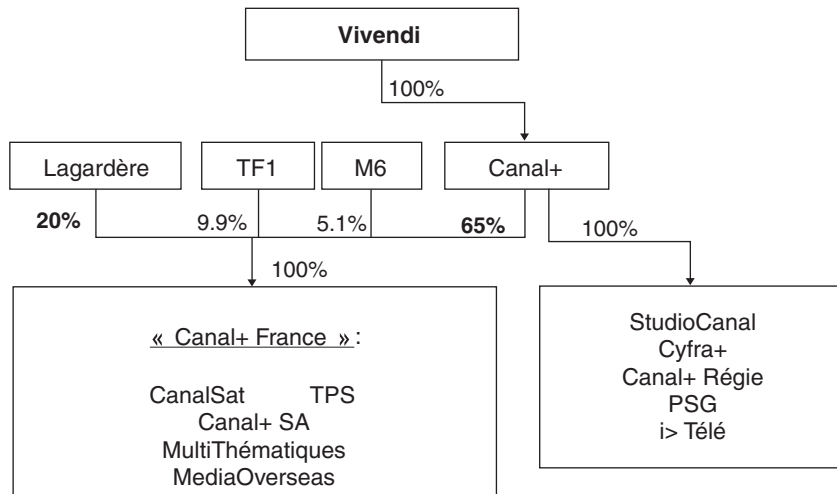 Vivendi
100%
Lagardère TF1 M6 Canal+
20% 9.9% 5.1% 65% 100%
100%
« Canal+ France » :
CanalSat TPS
Canal+ SA
MultiThématiques
MediaOverseas
StudioCanal
Cyfra+
Canal+ Régie
PSG
i> Télé